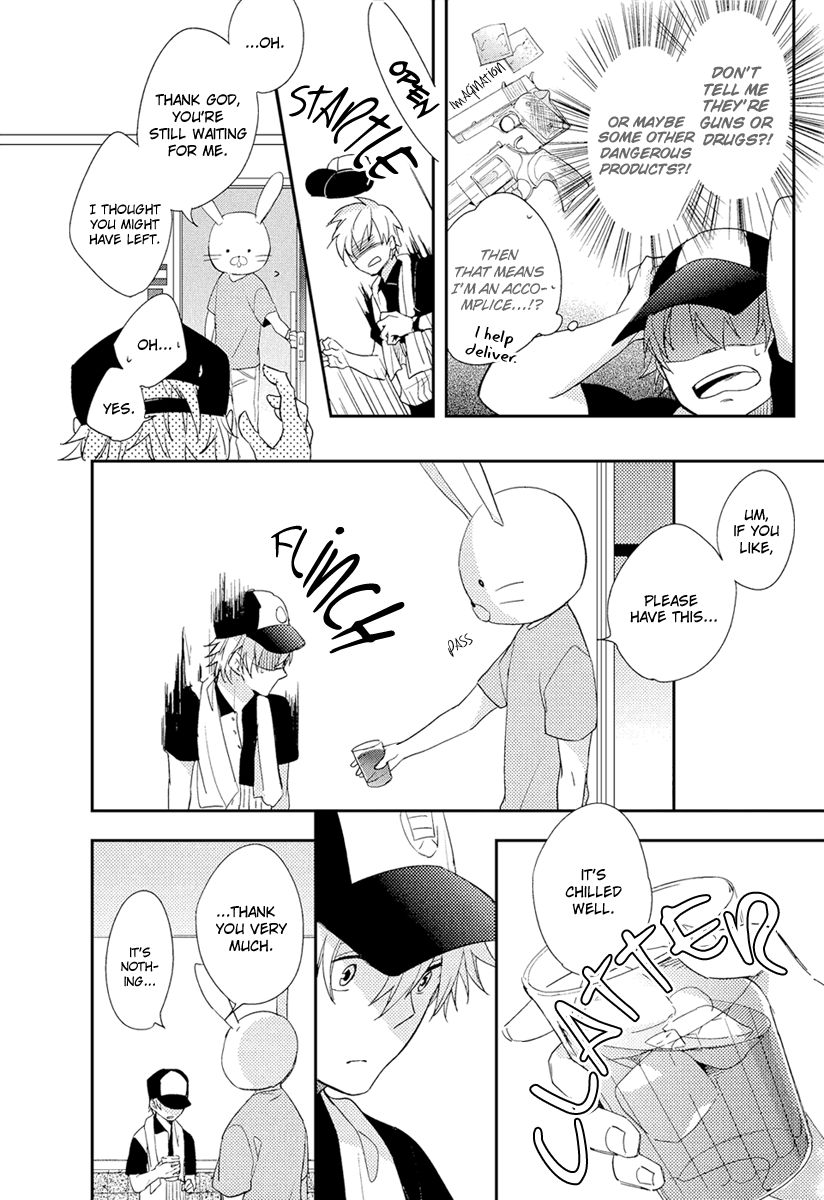 DON'T
TELL ME
THEY'RE
GUNS OR
DRUGS?!
OR MAYBE
SOME OTHER
DANGEROUS
PRODUCTS?!
IMAGINATION
THEN
THAT MEANS
I'M AN ACCO-
MPLICE...!?
I help
deliver.
OPEN
STARTLE
...OH.
THANK GOD,
YOU'RE
STILL WAITING
FOR ME.
I THOUGHT
YOU MIGHT
HAVE LEFT.
OH...
YES.
UM,
IF YOU
LIKE,
PLEASE
HAVE THIS...
PASS
FLINCH
IT'S
CHILLED
WELL.
CLATTER
...THANK
YOU VERY
MUCH.
IT'S
NOTH-
ING...